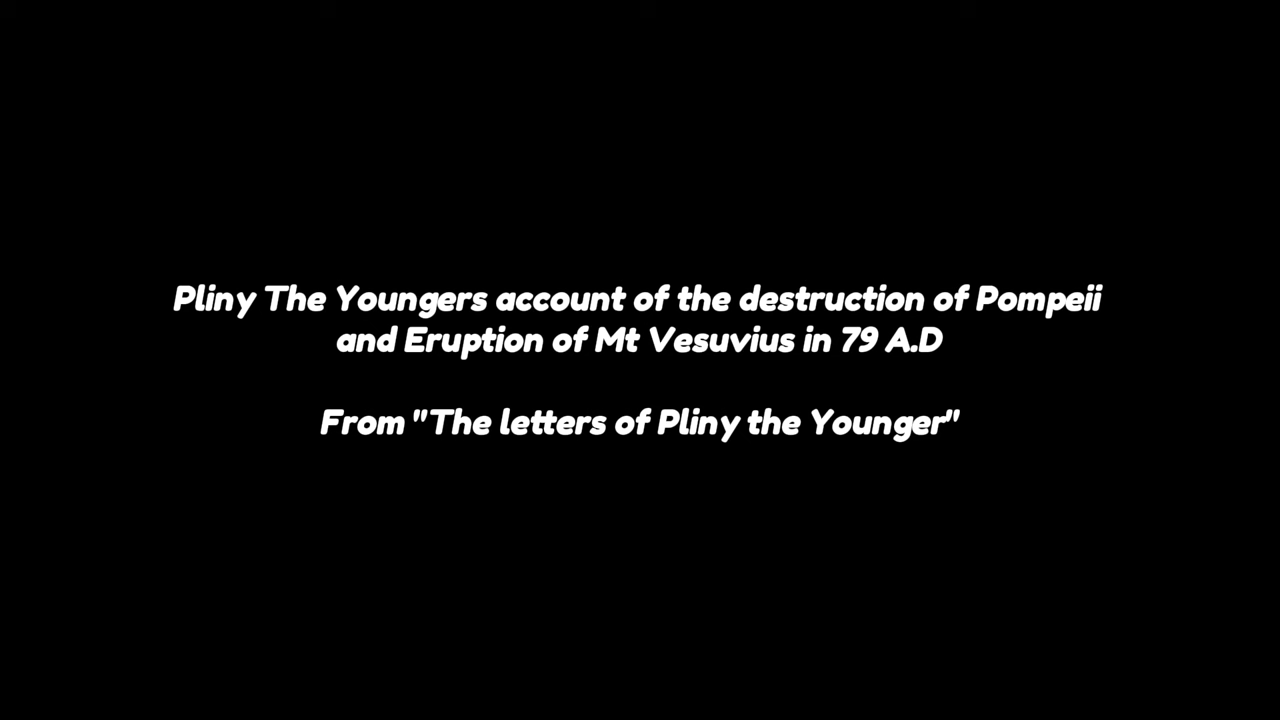 Pliny The Youngers account of the destruction of Pompeii
and Eruption of Mt Vesuvius in 79 A.D
From "The letters of Pliny the Younger"